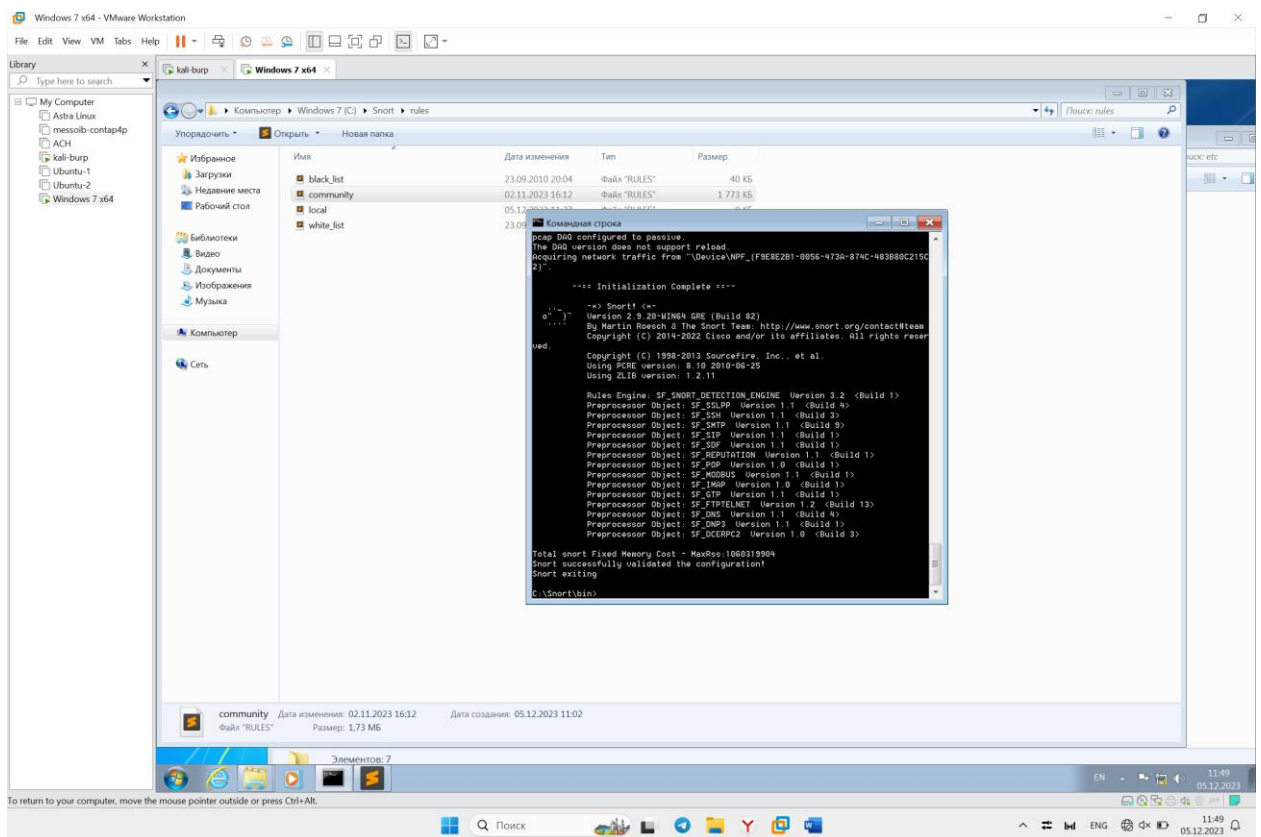 Windows 7 x64 - VMware Workstation
File Edit View VM Tabs Help
Library
Type here to search
My Computer
Astra Linux
messoib-contap4p
ACH
kali-burp
Ubuntu-1
Ubuntu-2
Windows 7 x64
kali-burp
Windows 7 x64
Компьютер Windows 7 (C:) Snort rules
Поиск: rules
Упорядочить
Открыть
Новая папка
Избранное
Загрузки
Недавние места
Рабочий стол
Библиотеки
Видео
Документы
Изображения
Музыка
Компьютер
Сеть
Имя Дата изменения Тип Размер
black_list 23.09.2010 20:04 Файл "RULES" 40 КБ
community 02.11.2023 16:12 Файл "RULES" 1 773 КБ
local
white_list 23.09
Командная строка
pcap DAQ configured to passive.
The DAQ version does not support reload.
Acquiring network traffic from "\Device\NPF_{F9E8E2B1-0056-473A-874C-483B80C215C
2}".
--== Initialization Complete ==--
-*> Snort! <*-
o" )~ Version 2.9.20-WIN64 GRE (Build 82)
'''' By Martin Roesch & The Snort Team: http://www.snort.org/contact#team
Copyright (C) 2014-2022 Cisco and/or its affiliates. All rights reser
ved.
Copyright (C) 1998-2013 Sourcefire, Inc., et al.
Using PCRE version: 8.10 2010-06-25
Using ZLIB version: 1.2.11
Rules Engine: SF_SNORT_DETECTION_ENGINE Version 3.2 <Build 1>
Preprocessor Object: SF_SSLPP Version 1.1 <Build 4>
Preprocessor Object: SF_SSH Version 1.1 <Build 3>
Preprocessor Object: SF_SMTP Version 1.1 <Build 9>
Preprocessor Object: SF_SIP Version 1.1 <Build 1>
Preprocessor Object: SF_SDF Version 1.1 <Build 1>
Preprocessor Object: SF_REPUTATION Version 1.1 <Build 1>
Preprocessor Object: SF_POP Version 1.0 <Build 1>
Preprocessor Object: SF_MODBUS Version 1.1 <Build 1>
Preprocessor Object: SF_IMAP Version 1.0 <Build 1>
Preprocessor Object: SF_GTP Version 1.1 <Build 1>
Preprocessor Object: SF_FTPTELNET Version 1.2 <Build 13>
Preprocessor Object: SF_DNS Version 1.1 <Build 4>
Preprocessor Object: SF_DNP3 Version 1.1 <Build 1>
Preprocessor Object: SF_DCERPC2 Version 1.0 <Build 3>
Total snort Fixed Memory Cost - MaxRss:1060319904
Snort successfully validated the configuration!
Snort exiting
C:\Snort\bin>
community Дата изменения: 02.11.2023 16:12 Дата создания: 05.12.2023 11:02
Файл "RULES" Размер: 1,73 МБ
Элементов: 7
EN
11:49
05.12.2023
To return to your computer, move the mouse pointer outside or press Ctrl+Alt.
Поиск
ENG
11:49
05.12.2023